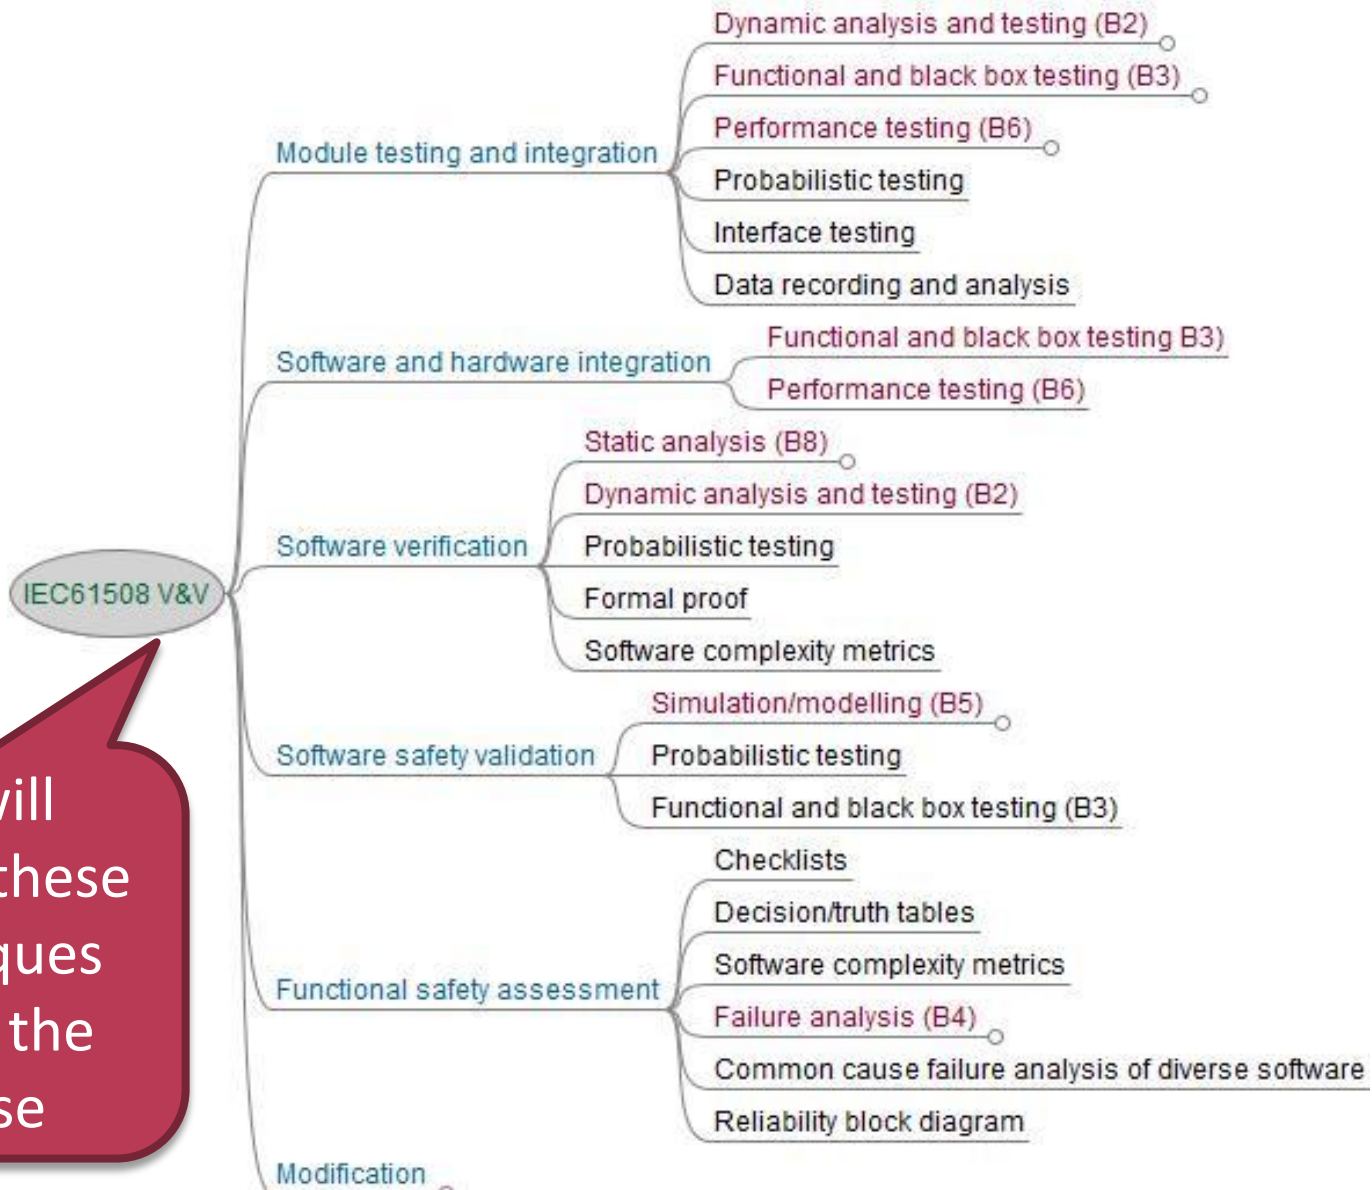 Dynamic analysis and testing (B2)
Functional and black box testing (B3)
Performance testing (B6)
Module testing and integration
Probabilistic testing
Interface testing
Data recording and analysis
Functional and black box testing B3)
Software and hardware integration
Performance testing (B6)
Static analysis (B8)
Dynamic analysis and testing (B2)
Software verification
Probabilistic testing
Formal proof
Software complexity metrics
IEC61508 V&V
Simulation/modelling (B5)
Software safety validation
Probabilistic testing
Functional and black box testing (B3)
Checklists
Decision/truth tables
Software complexity metrics
Functional safety assessment
Failure analysis (B4)
Common cause failure analysis of diverse software
Reliability block diagram
Modification
will
these
ques
the
se